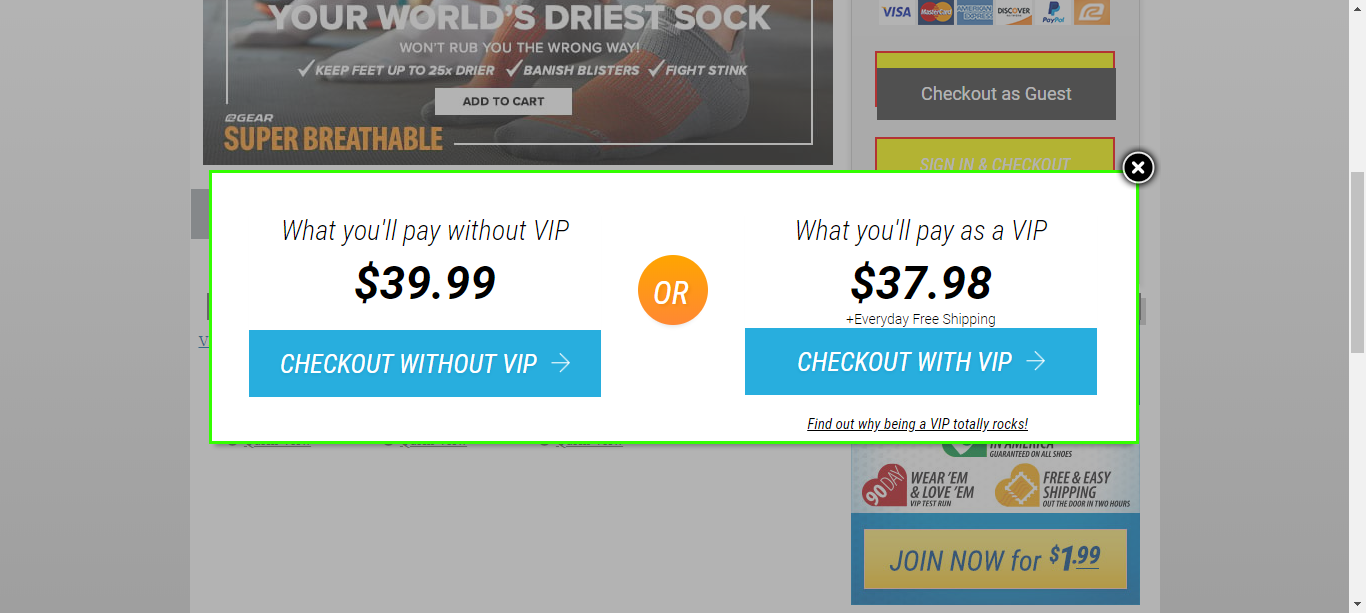 YOUR WORLD'S DRIEST SOCK
WON'T RUB YOU THE WRONG WAY!
KEEP FEET UP TO 25x DRIER BANISH BLISTERS FIGHT STINK
ADD TO CART
GEAR
SUPER BREATHABLE
VISA MasterCard AMERICAN EXPRESS DISCOVER PayPal
Checkout as Guest
SIGN IN & CHECKOUT
What you'll pay without VIP
$39.99
CHECKOUT WITHOUT VIP
OR
What you'll pay as a VIP
$37.98
+Everyday Free Shipping
CHECKOUT WITH VIP
Find out why being a VIP totally rocks!
V
IN AMERICA
GUARANTEED ON ALL SHOES
90 DAY
WEAR 'EM
& LOVE 'EM
VIP TEST RUN
FREE & EASY
SHIPPING
OUT THE DOOR IN TWO HOURS
JOIN NOW for $1.99